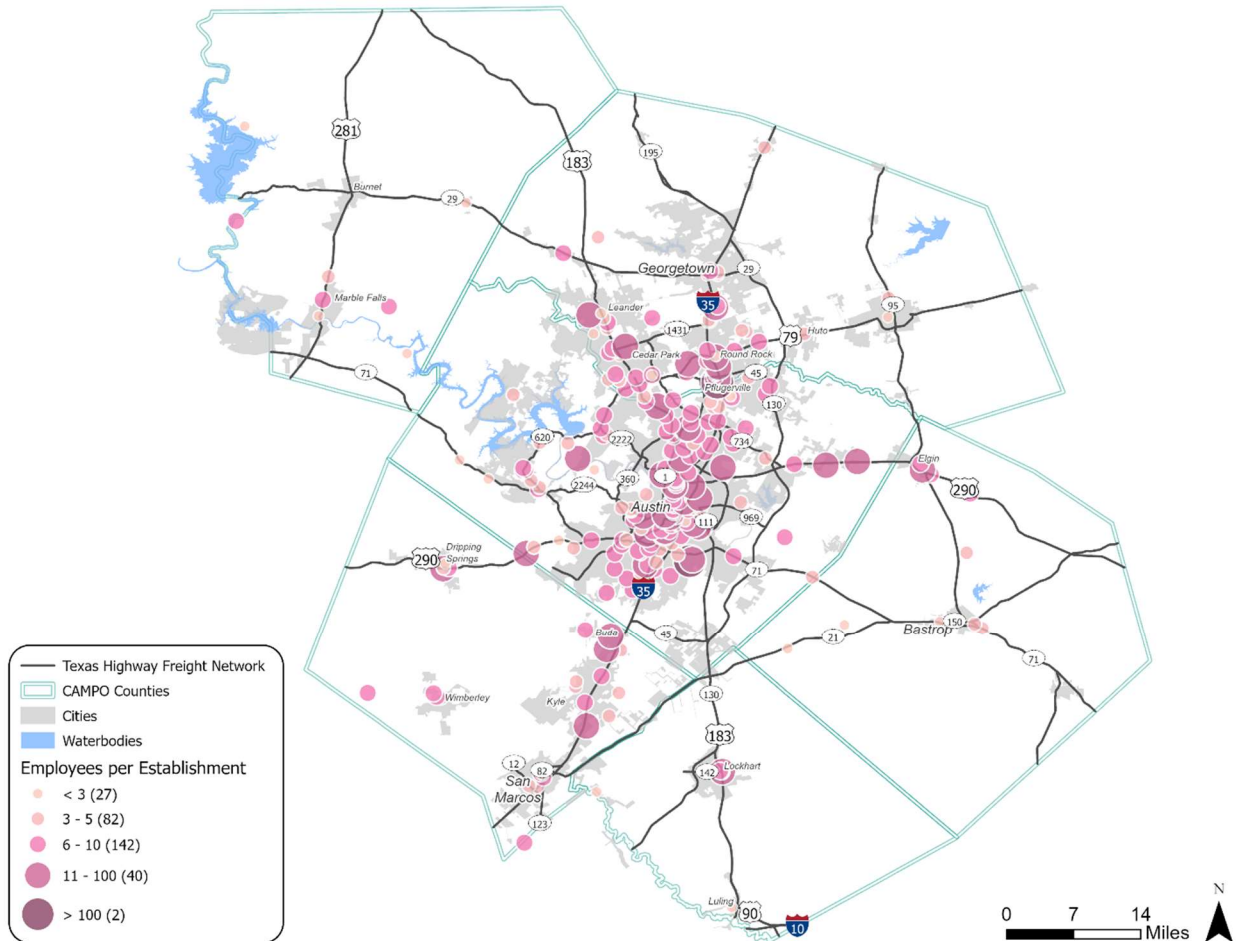 281
183
195
Burnet
29
Georgetown
29
35
Marble Falls
Leander
95
1431
79
Huto
Cedar Park
Round Rock
71
45
Pflugerville
130
620
2222
734
Elgin
360
1
2244
290
Austin
111
969
Dripping
Springs
290
71
35
150
Bastrop
Buda
45
21
71
Wimberley
Kyle
130
183
12
82
San
Marcos
142
Lockhart
123
Luling
90
10
Texas Highway Freight Network
CAMPO Counties
Cities
Waterbodies
Employees per Establishment
< 3 (27)
3 - 5 (82)
6 - 10 (142)
11 - 100 (40)
> 100 (2)
N
0 7 14
Miles